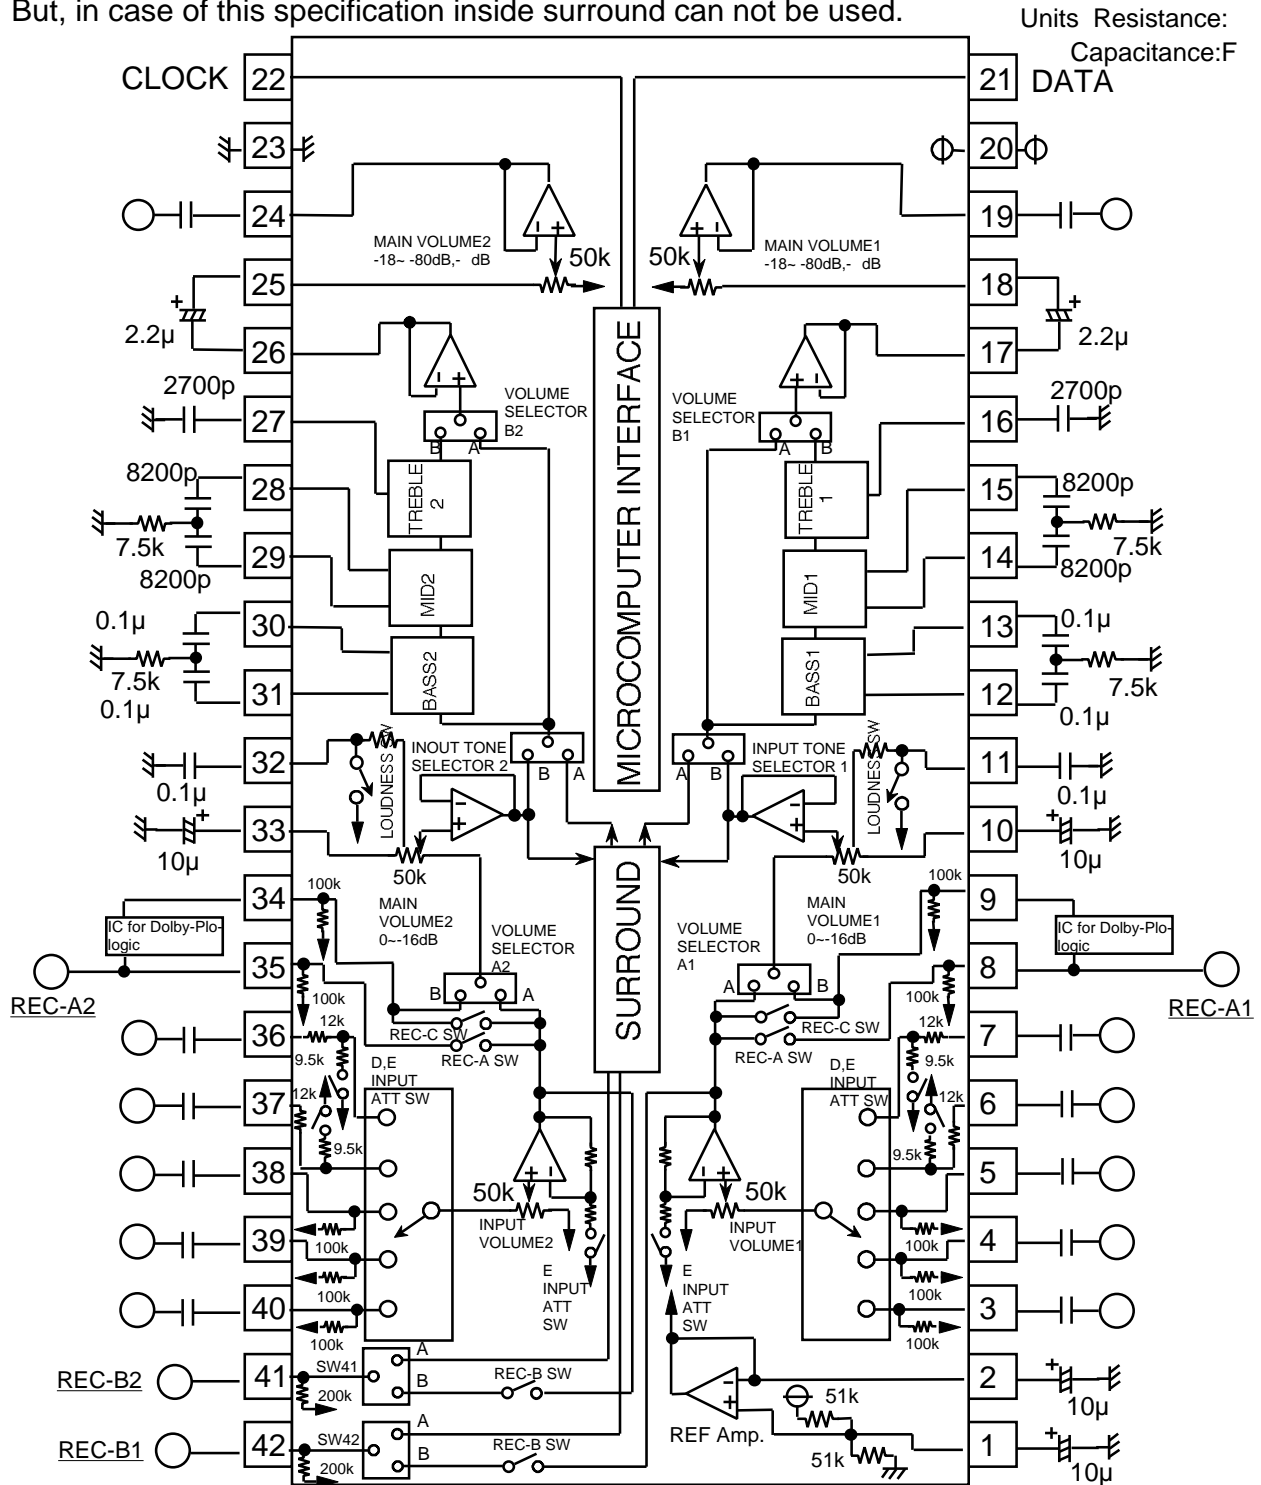 But, in case of this specification inside surround can not be used.
Units Resistance:
Capacitance:F
CLOCK 22
21 DATA
23
20
24
19
MAIN VOLUME2
-18~ -80dB,- dB
50k
50k
MAIN VOLUME1
-18~ -80dB,- dB
25
18
+
2.2μ
+
2.2μ
26
17
2700p
27
VOLUME
SELECTOR
B2
B A
VOLUME
SELECTOR
B1
A B
2700p
16
8200p
28
7.5k
29
8200p
TREBLE
2
MID2
BASS2
MICROCOMPUTER INTERFACE
TREBLE
1
MID1
BASS1
15
8200p
7.5k
14
8200p
0.1μ
30
7.5k
31
0.1μ
13
0.1μ
7.5k
12
0.1μ
32
0.1μ
LOUDNESS SW
INOUT TONE
SELECTOR 2
B A
A B
INPUT TONE
SELECTOR 1
LOUDNESS SW
11
0.1μ
33
+
10μ
50k
10
+
10μ
50k
34
100k
IC for Dolby-Plo-
logic
MAIN
VOLUME2
0~-16dB
VOLUME
SELECTOR
A2
B A
SURROUND
VOLUME
SELECTOR
A1
A B
MAIN
VOLUME1
0~-16dB
100k
9
IC for Dolby-Plo-
logic
35
REC-A2
100k
8
REC-A1
100k
REC-C SW
REC-A SW
REC-C SW
REC-A SW
36
12k
9.5k
D,E
INPUT
ATT SW
D,E
INPUT
ATT SW
12k
9.5k
7
37
12k
9.5k
12k
9.5k
6
38
100k
5
100k
39
100k
4
100k
40
100k
3
100k
50k
INPUT
VOLUME2
E
INPUT
ATT
SW
50k
INPUT
VOLUME1
E
INPUT
ATT
SW
REC-B2
41
SW41
200k
A
B
REC-B SW
2
+
10μ
REC-B1
42
SW42
200k
A
B
REC-B SW
REF Amp.
51k
51k
1
+
10μ